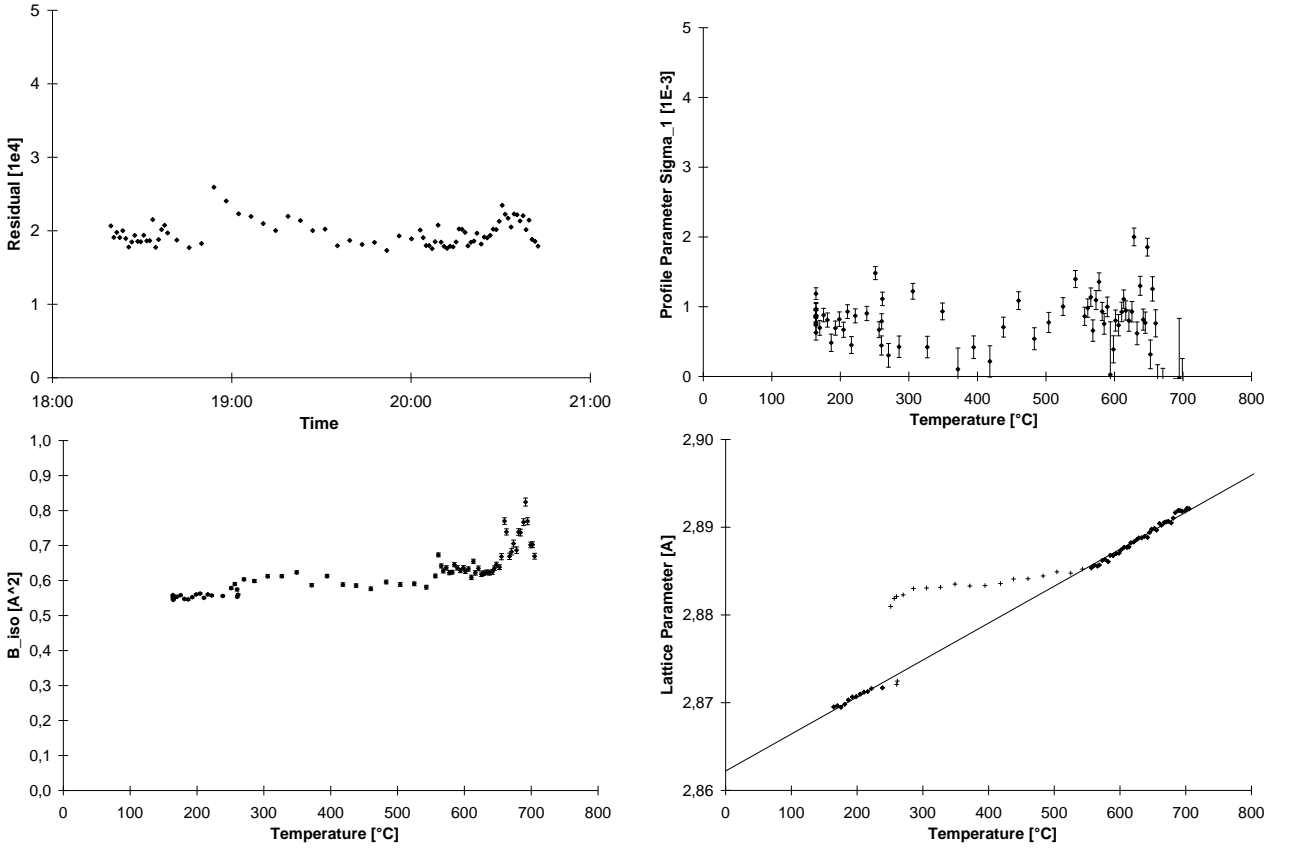 5
4
3
2
1
0
Residual [1e4]
18:00 19:00 20:00 21:00
Time
5
4
3
2
1
0
Profile Parameter Sigma_1 [1E-3]
0 100 200 300 400 500 600 700 800
Temperature [°C]
1,0
0,9
0,8
0,7
0,6
0,5
0,4
0,3
0,2
0,1
0,0
B_iso [A^2]
0 100 200 300 400 500 600 700 800
Temperature [°C]
2,90
2,89
2,88
2,87
2,86
Lattice Parameter [A]
0 100 200 300 400 500 600 700 800
Temperature [°C]